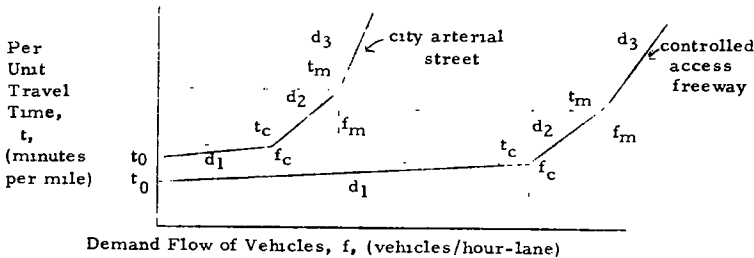 Per
Unit
Travel
Time,
t,
(minutes
per mile)
t0
t0
d1
d1
tc
fc
d2
tm
fm
d3
city arterial
street
tc
fc
d2
tm
fm
d3
controlled
access
freeway
Demand Flow of Vehicles, f, (vehicles/hour-lane)